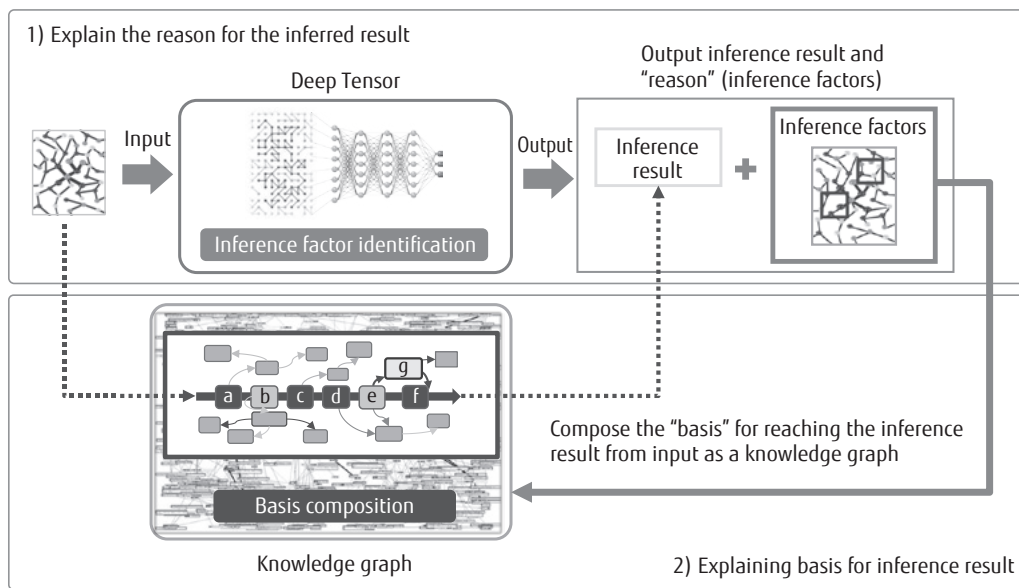 1) Explain the reason for the inferred result
Output inference result and
“reason” (inference factors)
Deep Tensor
Input
Output
Inference
result
+
Inference factors
Inference factor identification
a
b
c
d
e
f
g
Basis composition
Knowledge graph
Compose the “basis” for reaching the inference
result from input as a knowledge graph
2) Explaining basis for inference result